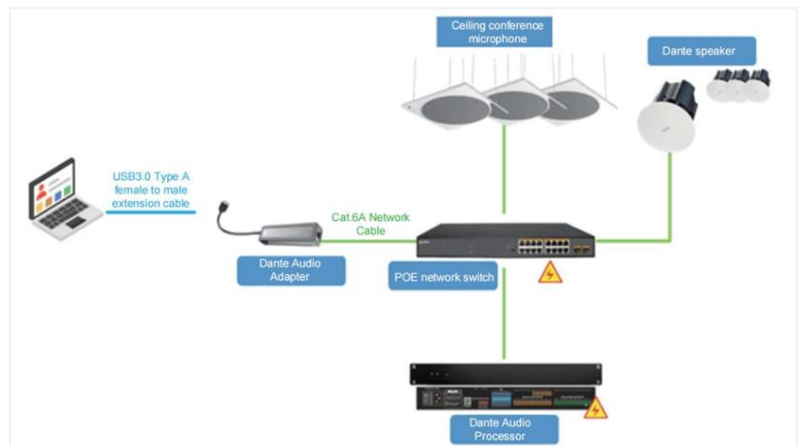 Ceiling conference
microphone
Dante speaker
USB3.0 Type A
female to male
extension cable
Cat.6A Network
Cable
Dante Audio
Adapter
POE network switch
Dante Audio
Processor